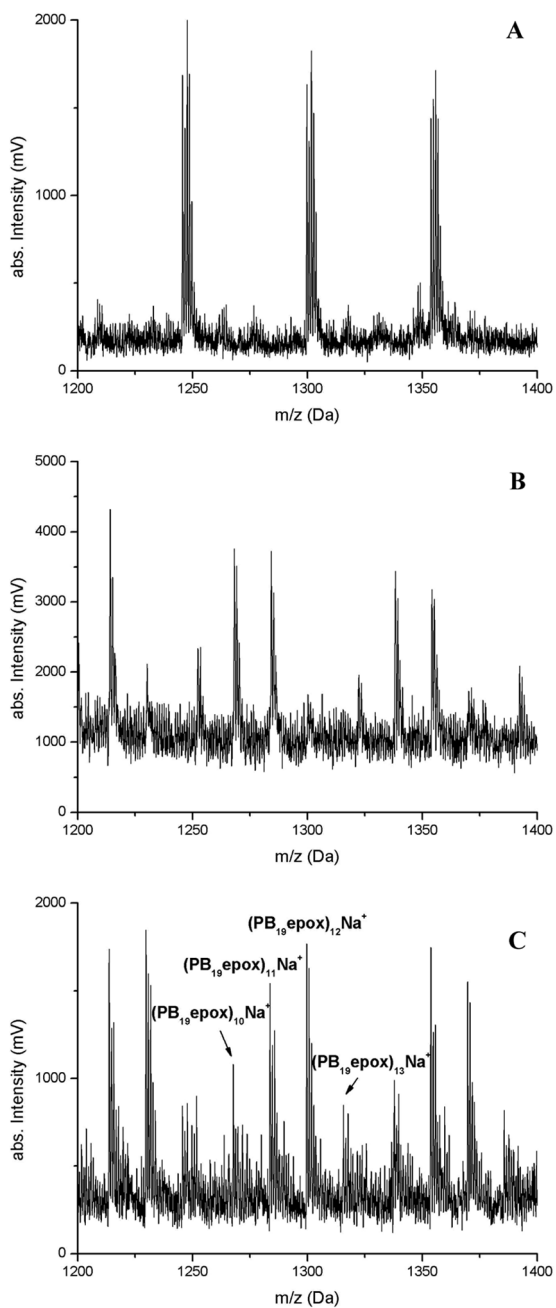 A
2000
1000
0
abs. Intensity (mV)
1200 1250 1300 1350 1400
m/z (Da)
B
5000
4000
3000
2000
1000
0
abs. Intensity (mV)
1200 1250 1300 1350 1400
m/z (Da)
C
2000
1000
0
abs. Intensity (mV)
(PB₁₉epox)₁₂Na⁺
(PB₁₉epox)₁₁Na⁺
(PB₁₉epox)₁₀Na⁺
(PB₁₉epox)₁₃Na⁺
1200 1250 1300 1350 1400
m/z (Da)